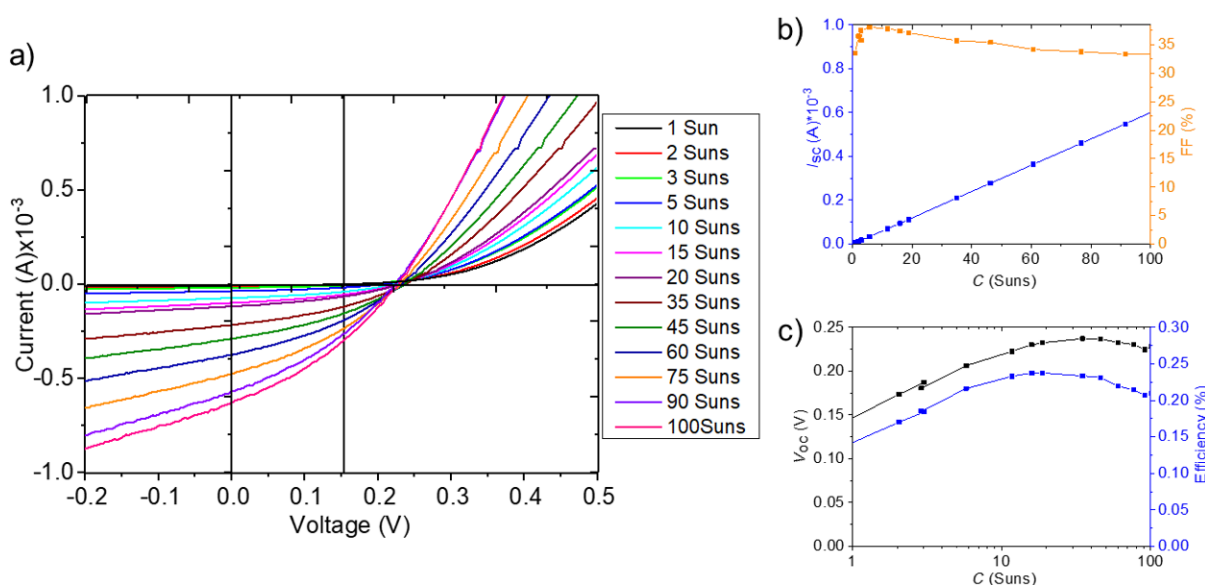 a)
1.0
0.5
0.0
-0.5
-1.0
Current (A)x10⁻³
-0.2 -0.1 0.0 0.1 0.2 0.3 0.4 0.5
Voltage (V)
1 Sun
2 Suns
3 Suns
5 Suns
10 Suns
15 Suns
20 Suns
35 Suns
45 Suns
60 Suns
75 Suns
90 Suns
100Suns
b)
1.0
0.8
0.6
0.4
0.2
0.0
I_SC (A)*10⁻³
35
30
25
20
15
10
5
0
FF (%)
0 20 40 60 80 100
C (Suns)
c)
0.25
0.20
0.15
0.10
0.05
0.00
V_OC (V)
0.30
0.25
0.20
0.15
0.10
0.05
0.00
Efficiency (%)
1 10 100
C (Suns)